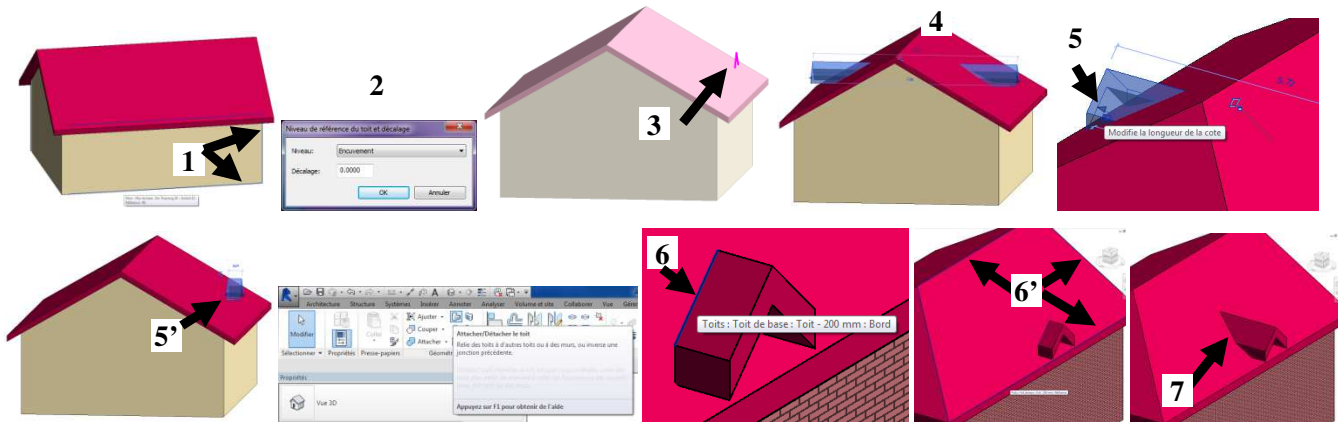 1
2
Niveau de référence du toit et décalage
Niveau:
Encuvement
Décalage:
0.0000
OK
Annuler
3
4
5
Modifie la longueur de la cote
5'
Architecture Structure Systèmes Insérer Annoter Analyser Volume et site Collaborer Vue Gérer
Modifier
Coller
Ajuster
Couper
Attacher
Sélectionner Propriétés Presse-papiers
Attacher/Détacher le toit
Relie des toits à d'autres toits ou à des murs, ou inverse une
jonction précédente.
Appuyez sur F1 pour obtenir de l'aide
Propriétés
Vue 3D
6
Toits : Toit de base : Toit - 200 mm : Bord
6'
7